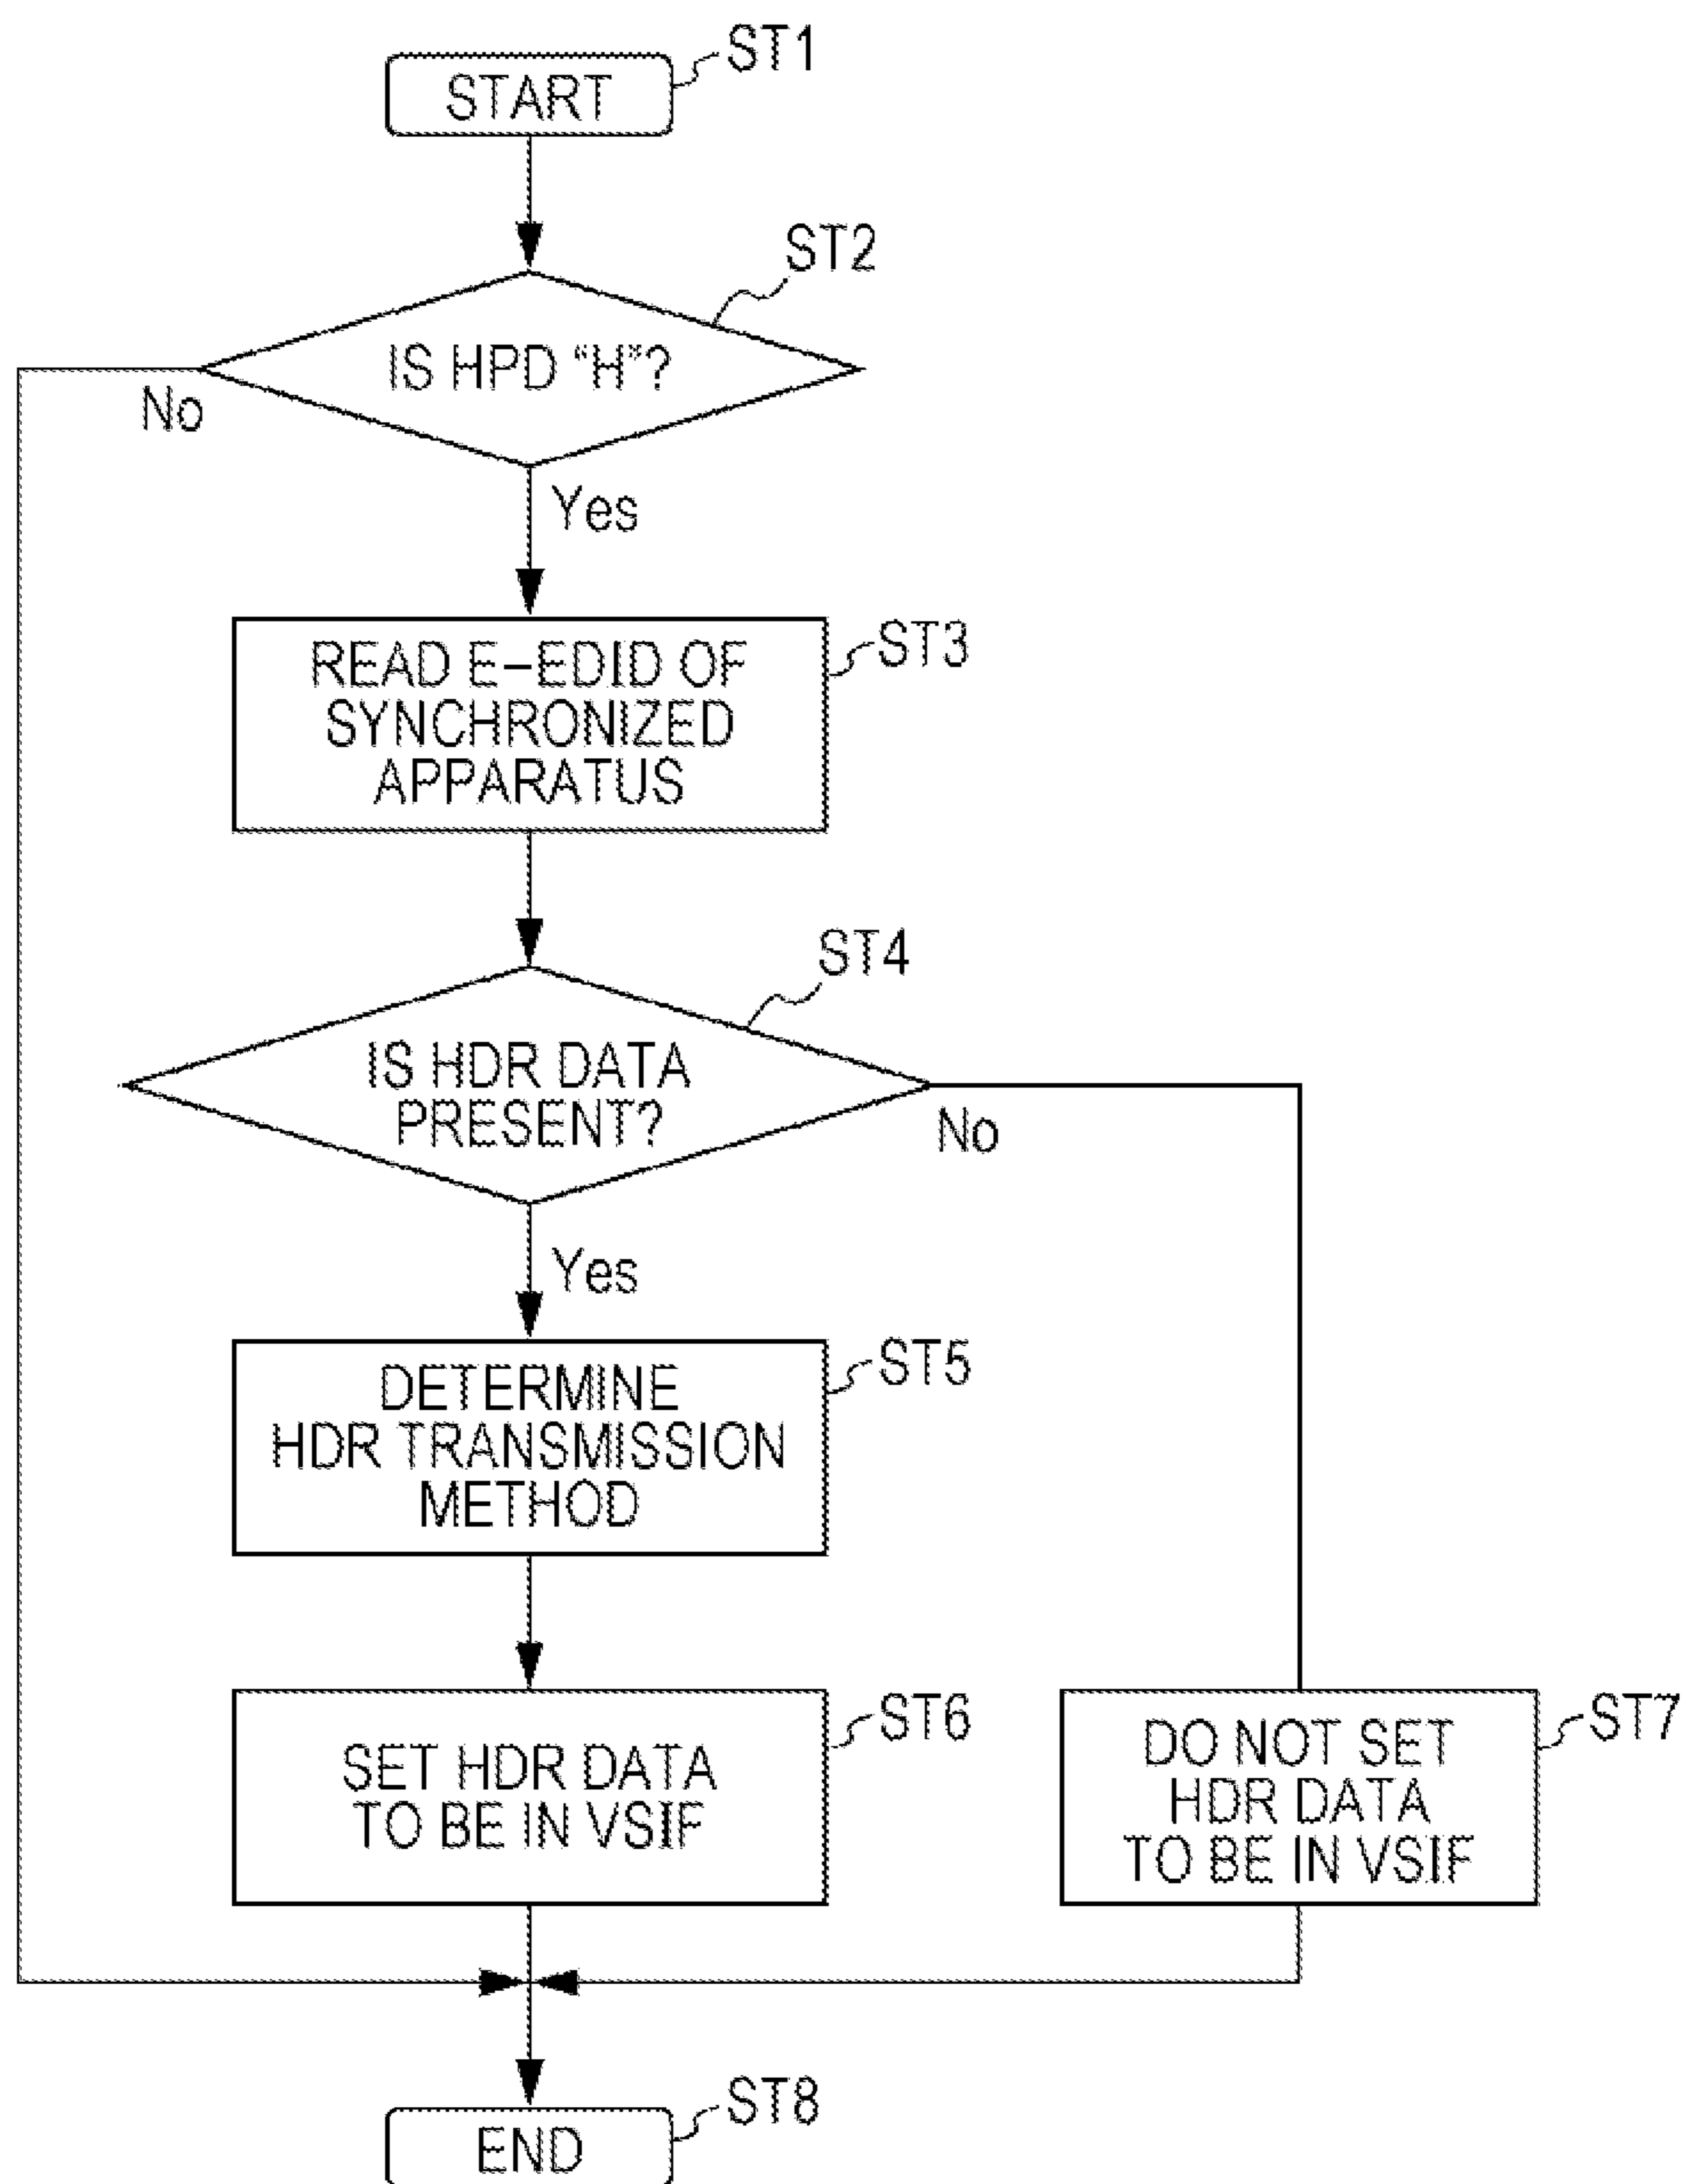 ST1
START
ST2
IS HPD “H”?
No
Yes
ST3
READ E-EDID OF
SYNCHRONIZED
APPARATUS
ST4
IS HDR DATA
PRESENT?
No
Yes
ST5
DETERMINE
HDR TRANSMISSION
METHOD
ST6
SET HDR DATA
TO BE IN VSIF
ST7
DO NOT SET
HDR DATA
TO BE IN VSIF
ST8
END